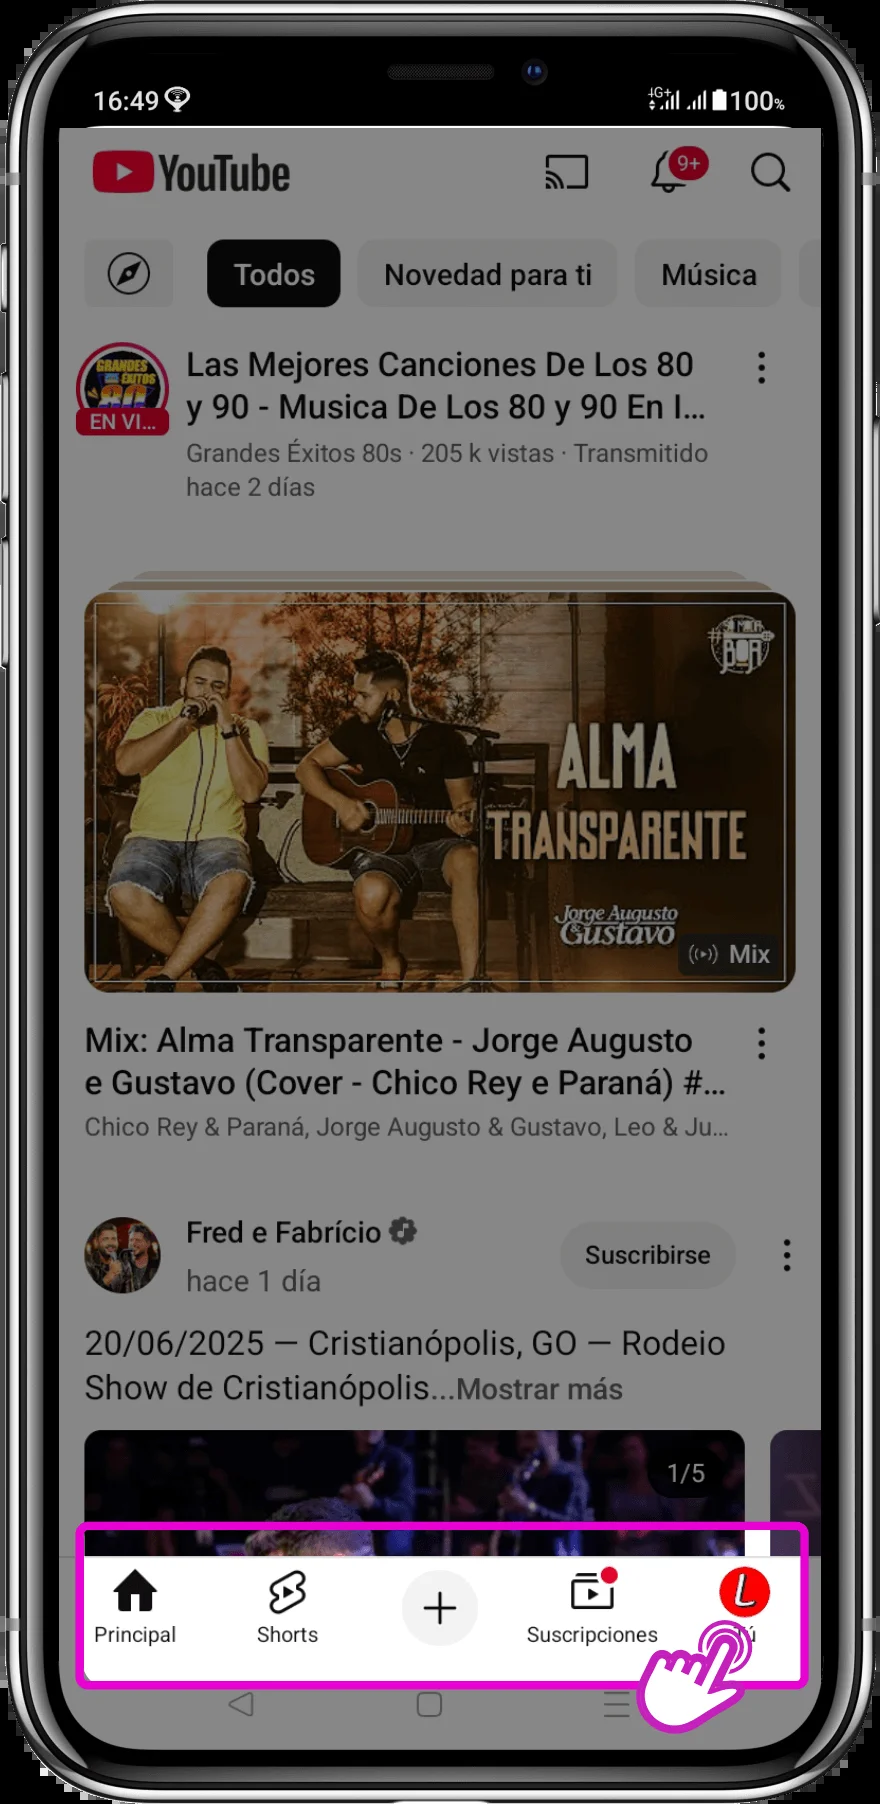 16:49
4G+
100%
YouTube
9+
Todos
Novedad para ti
Música
GRANDES
ÉXITOS
80
EN VI...
Las Mejores Canciones De Los 80
y 90 - Musica De Los 80 y 90 En I...
Grandes Éxitos 80s · 205 k vistas · Transmitido
hace 2 días
BOA
ALMA
TRANSPARENTE
Jorge Augusto
& Gustavo
Mix
Mix: Alma Transparente - Jorge Augusto
e Gustavo (Cover - Chico Rey e Paraná) #...
Chico Rey & Paraná, Jorge Augusto & Gustavo, Leo & Ju...
Fred e Fabrício
hace 1 día
Suscribirse
20/06/2025 — Cristianópolis, GO — Rodeio
Show de Cristianópolis...Mostrar más
1/5
L
Principal
Shorts
Suscripciones